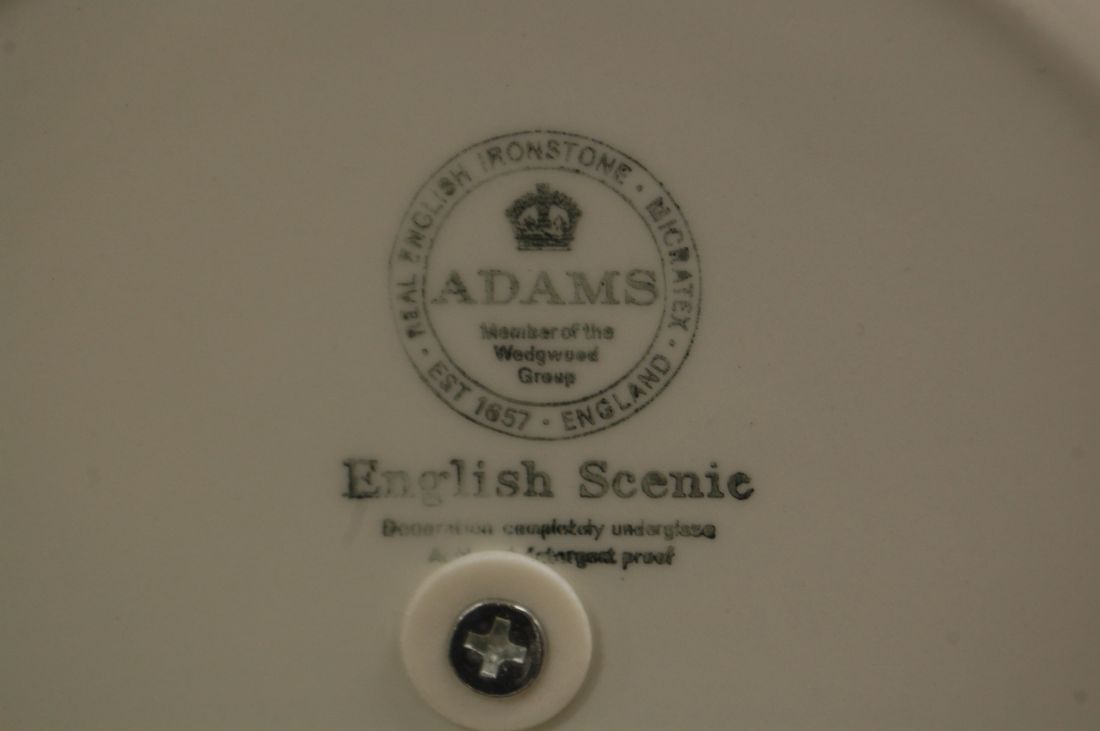 REAL ENGLISH IRONSTONE · MICRATEX · ENGLAND · EST 1657 ·
ADAMS
Member of the
Wedgwood
Group
English Scenic
Decoration completely underglaze
detergent proof